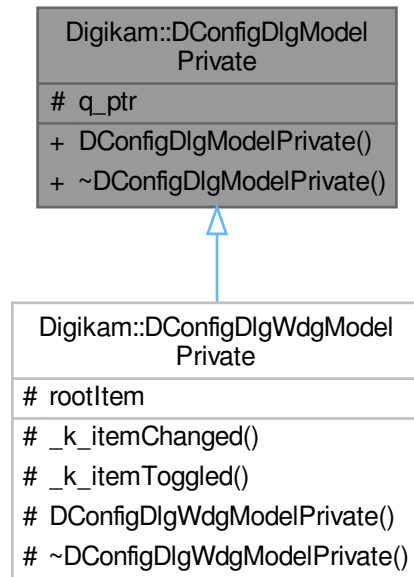 Digikam::DConfigDlgModel
Private
# q_ptr
+ DConfigDlgModelPrivate()
+ ~DConfigDlgModelPrivate()
Digikam::DConfigDlgWdgModel
Private
# rootItem
# _k_itemChanged()
# _k_itemToggled()
# DConfigDlgWdgModelPrivate()
# ~DConfigDlgWdgModelPrivate()